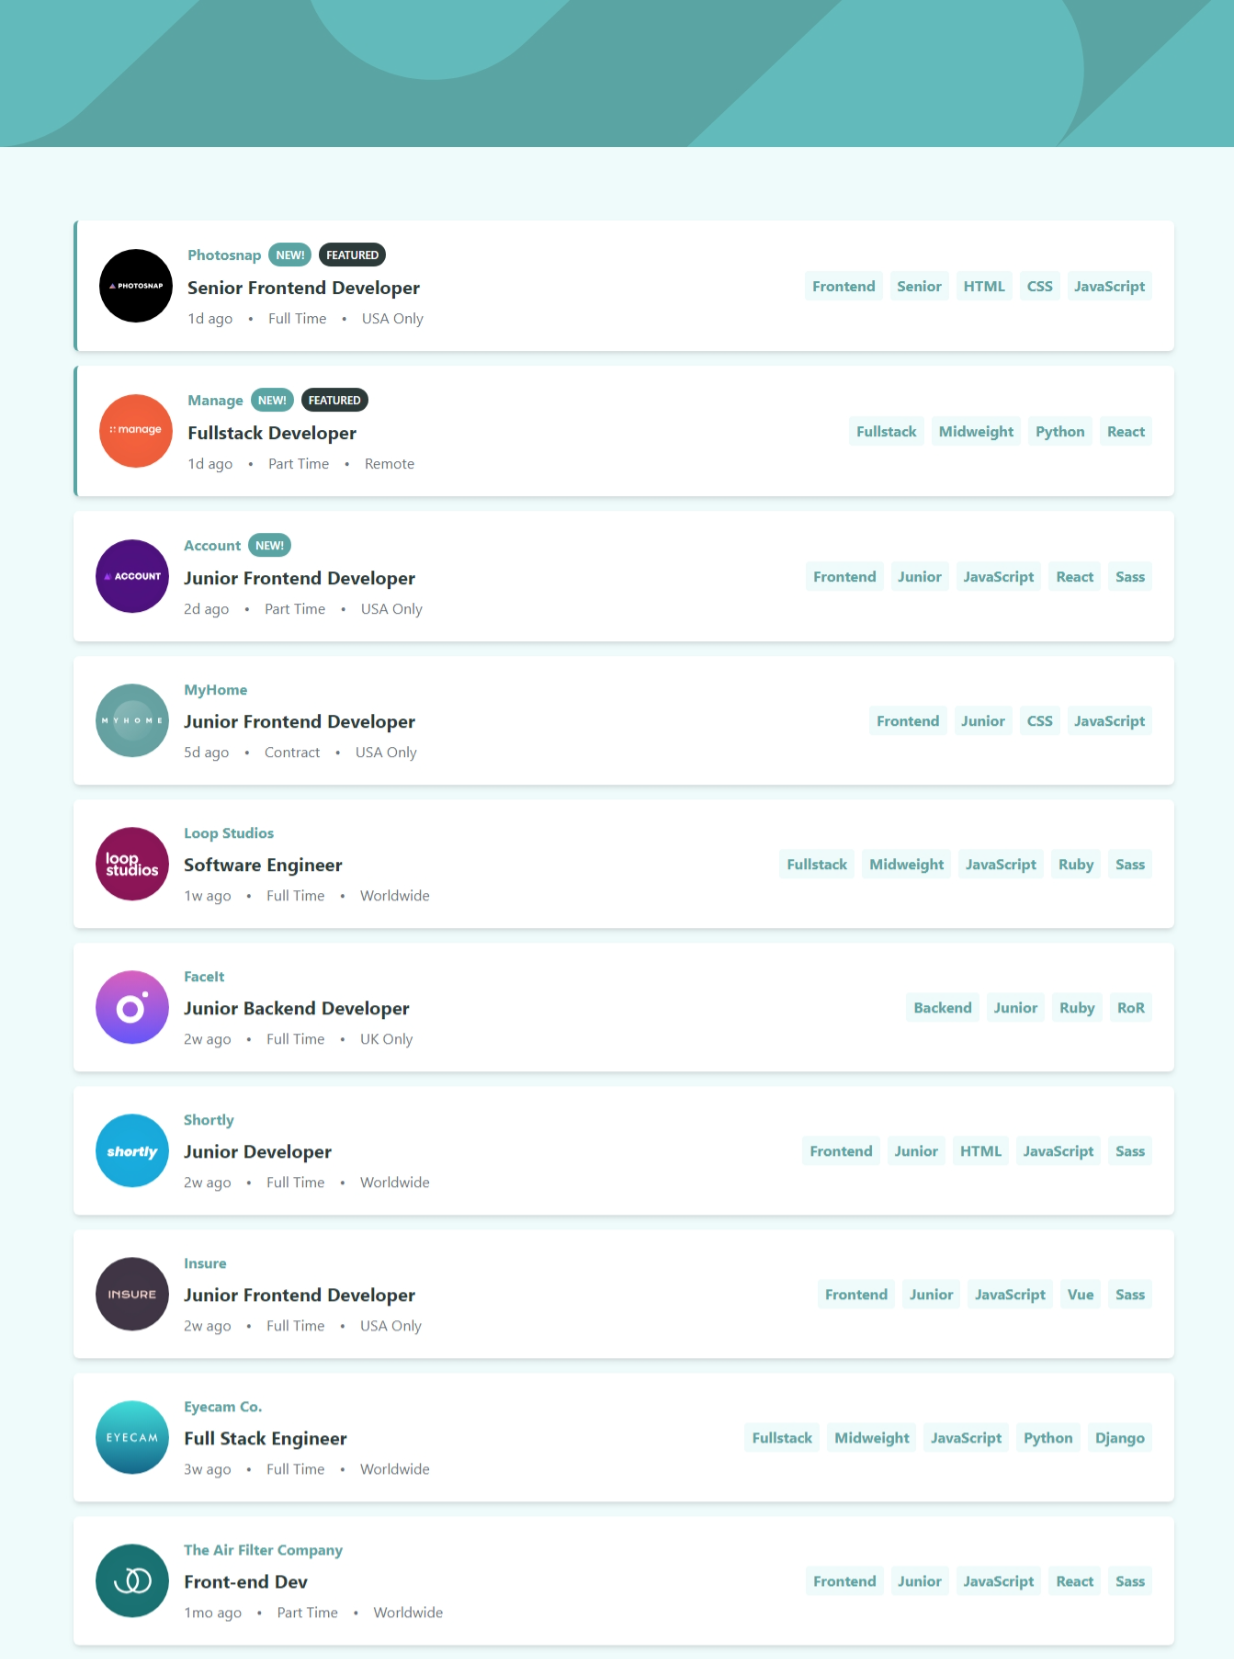 PHOTOSNAP
Photosnap NEW! FEATURED
Senior Frontend Developer
1d ago • Full Time • USA Only
Frontend Senior HTML CSS JavaScript
manage
Manage NEW! FEATURED
Fullstack Developer
1d ago • Part Time • Remote
Fullstack Midweight Python React
ACCOUNT
Account NEW!
Junior Frontend Developer
2d ago • Part Time • USA Only
Frontend Junior JavaScript React Sass
MYHOME
MyHome
Junior Frontend Developer
5d ago • Contract • USA Only
Frontend Junior CSS JavaScript
loop
studios
Loop Studios
Software Engineer
1w ago • Full Time • Worldwide
Fullstack Midweight JavaScript Ruby Sass
FaceIt
Junior Backend Developer
2w ago • Full Time • UK Only
Backend Junior Ruby RoR
shortly
Shortly
Junior Developer
2w ago • Full Time • Worldwide
Frontend Junior HTML JavaScript Sass
INSURE
Insure
Junior Frontend Developer
2w ago • Full Time • USA Only
Frontend Junior JavaScript Vue Sass
EYECAM
Eyecam Co.
Full Stack Engineer
3w ago • Full Time • Worldwide
Fullstack Midweight JavaScript Python Django
The Air Filter Company
Front-end Dev
1mo ago • Part Time • Worldwide
Frontend Junior JavaScript React Sass